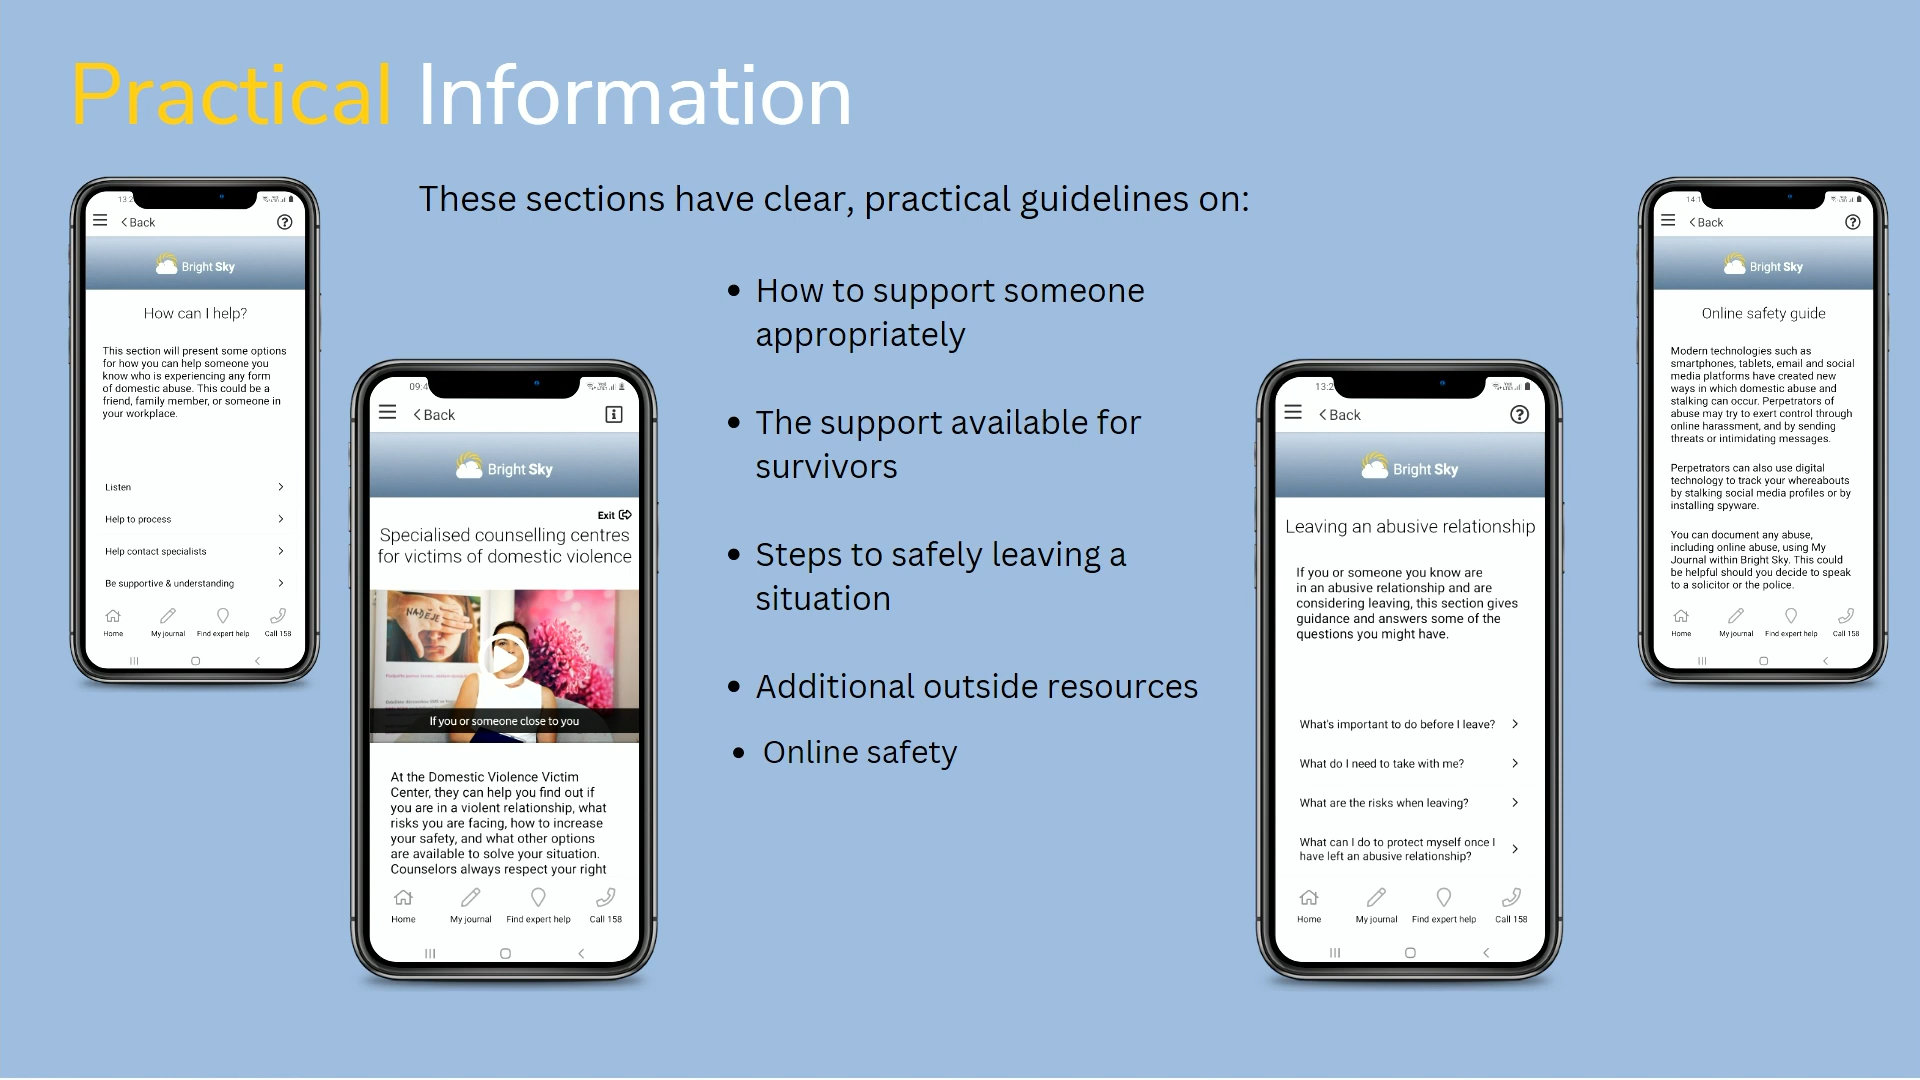 Practical Information
These sections have clear, practical guidelines on:
How to support someone
appropriately
The support available for
survivors
Steps to safely leaving a
situation
Additional outside resources
Online safety
Back
Bright Sky
How can I help?
This section will present some options
for how you can help someone you
know who is experiencing any form
of domestic abuse. This could be a
friend, family member, or someone in
your workplace.
Listen
Help to process
Help contact specialists
Be supportive & understanding
Home
My journal
Find expert help
Call 158
09:4
Back
Bright Sky
Exit
Specialised counselling centres
for victims of domestic violence
NADĚJE
If you or someone close to you
At the Domestic Violence Victim
Center, they can help you find out if
you are in a violent relationship, what
risks you are facing, how to increase
your safety, and what other options
are available to solve your situation.
Counselors always respect your right
Home
My journal
Find expert help
Call 158
13:2
Back
Bright Sky
Leaving an abusive relationship
If you or someone you know are
in an abusive relationship and are
considering leaving, this section gives
guidance and answers some of the
questions you might have.
What's important to do before I leave?
What do I need to take with me?
What are the risks when leaving?
What can I do to protect myself once I
have left an abusive relationship?
Home
My journal
Find expert help
Call 158
Back
Bright Sky
Online safety guide
Modern technologies such as
smartphones, tablets, email and social
media platforms have created new
ways in which domestic abuse and
stalking can occur. Perpetrators of
abuse may try to exert control through
online harassment, and by sending
threats or intimidating messages.
Perpetrators can also use digital
technology to track your whereabouts
by stalking social media profiles or by
installing spyware.
You can document any abuse,
including online abuse, using My
Journal within Bright Sky. This could
be helpful should you decide to speak
to a solicitor or the police.
Home
My journal
Find expert help
Call 158